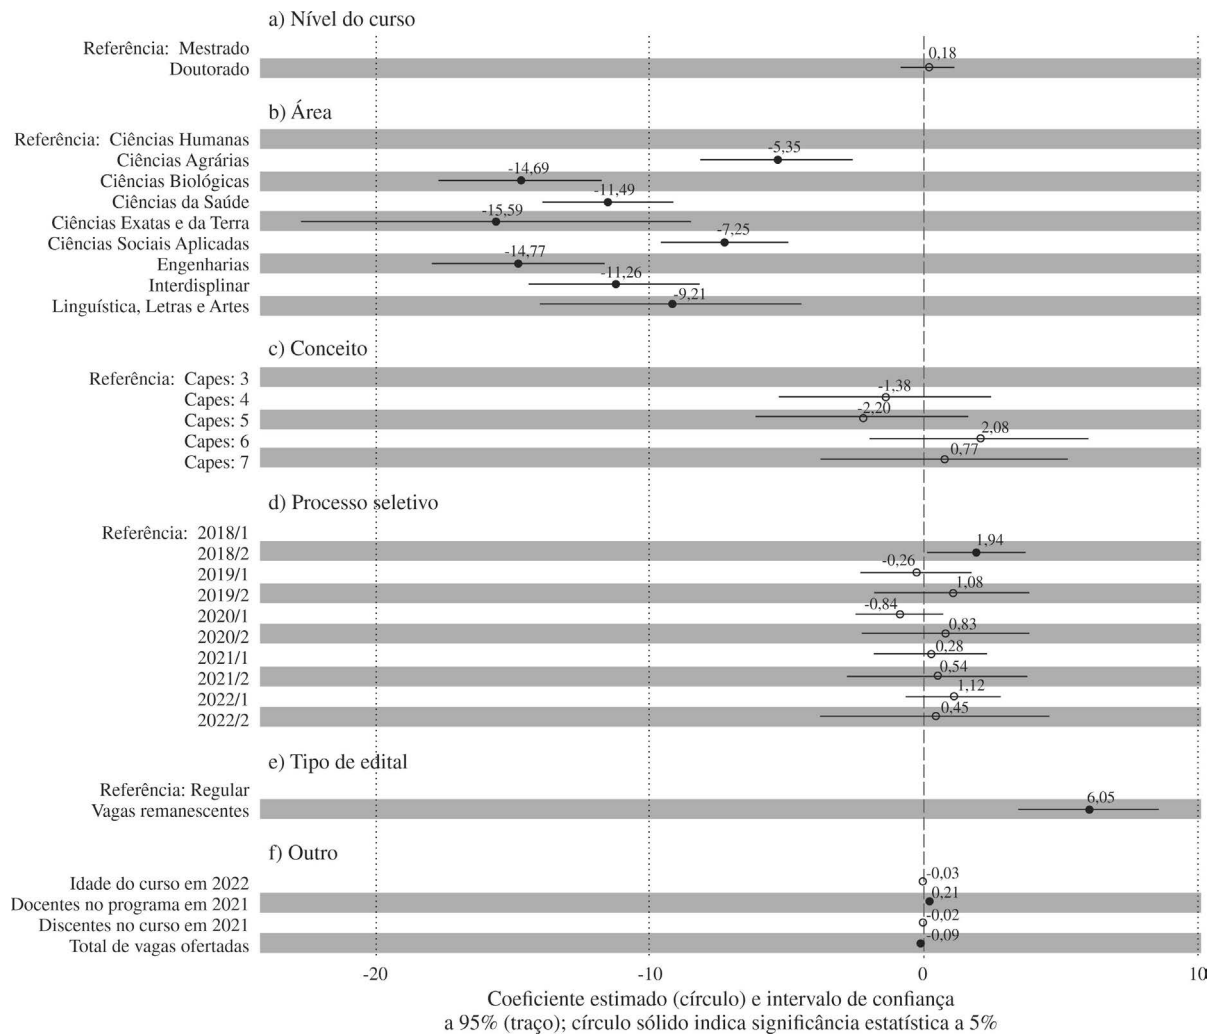 a) Nível do curso
Referência: Mestrado
0,18
Doutorado
b) Área
Referência: Ciências Humanas
-5,35
Ciências Agrárias
-14,69
Ciências Biológicas
-11,49
Ciências da Saúde
-15,59
Ciências Exatas e da Terra
-7,25
Ciências Sociais Aplicadas
-14,77
Engenharias
-11,26
Interdisplinar
-9,21
Linguística, Letras e Artes
c) Conceito
Referência: Capes: 3
-1,38
Capes: 4
-2,20
Capes: 5
2,08
Capes: 6
0,77
Capes: 7
d) Processo seletivo
Referência: 2018/1
1,94
2018/2
-0,26
2019/1
1,08
2019/2
-0,84
2020/1
0,83
2020/2
0,28
2021/1
0,54
2021/2
1,12
2022/1
0,45
2022/2
e) Tipo de edital
Referência: Regular
6,05
Vagas remanescentes
f) Outro
-0,03
Idade do curso em 2022
0,21
Docentes no programa em 2021
-0,02
Discentes no curso em 2021
-0,09
Total de vagas ofertadas
-20 -10 0 10
Coeficiente estimado (círculo) e intervalo de confiança
a 95% (traço); círculo sólido indica significância estatística a 5%